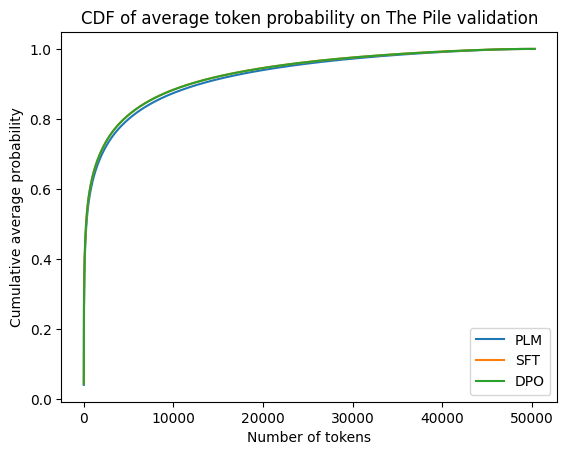 CDF of average token probability on The Pile validation
1.0
0.8
0.6
0.4
0.2
0.0
Cumulative average probability
0
10000
20000
30000
40000
50000
Number of tokens
PLM
SFT
DPO